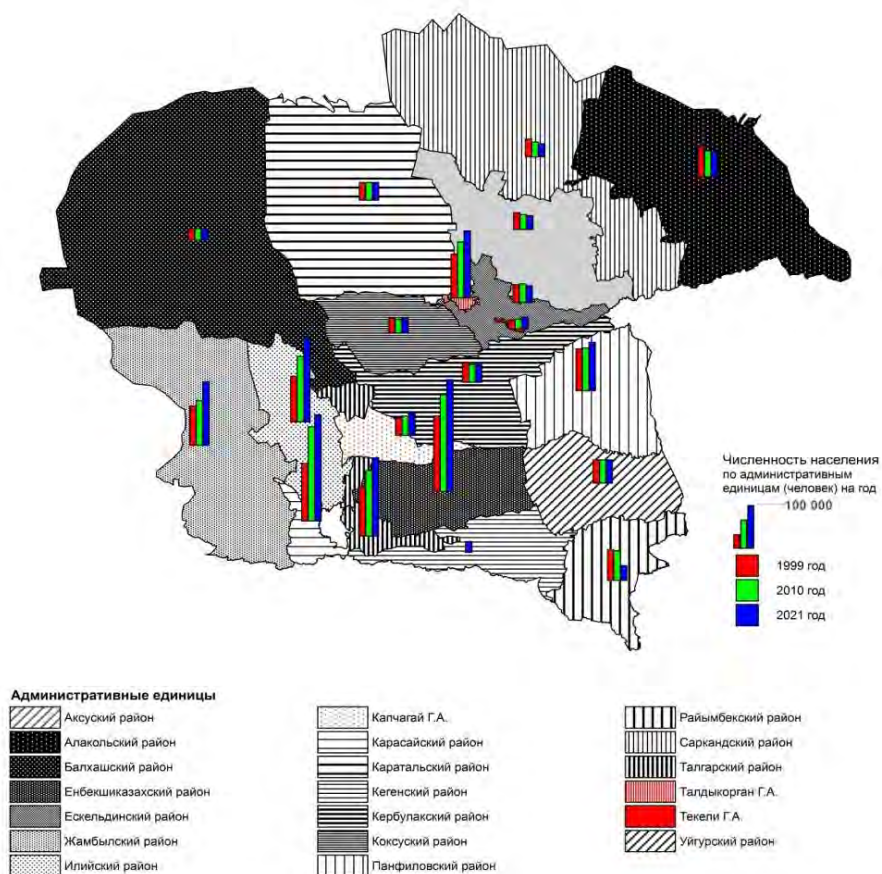 Численность населения
по административным
единицам (человек) на год
100 000
1999 год
2010 год
2021 год
Административные единицы
Аксуский район
Алакольский район
Балхашский район
Енбекшиказахский район
Ескельдинский район
Жамбылский район
Илийский район
Капчагай Г.А.
Карасайский район
Каратальский район
Кегенский район
Кербулакский район
Коксуский район
Панфиловский район
Райымбекский район
Саркандский район
Талгарский район
Талдыкорган Г.А.
Текели Г.А.
Уйгурский район